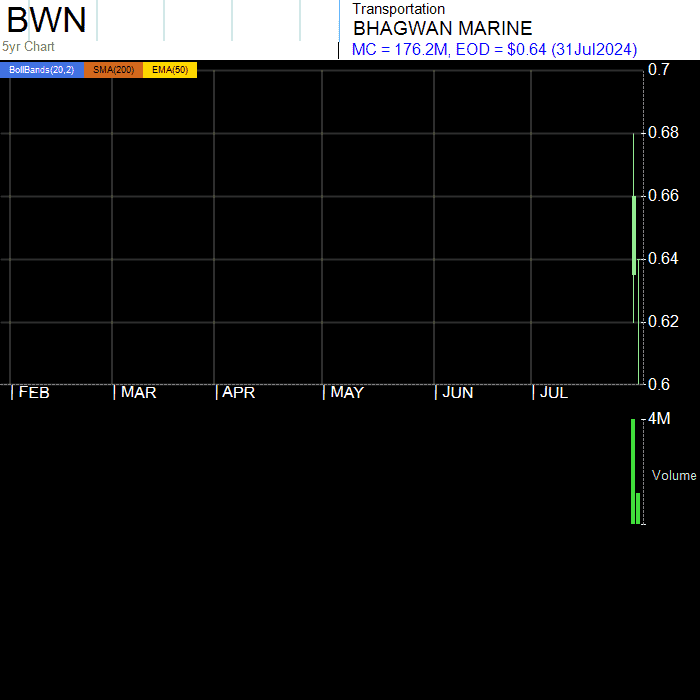 BWN
5yr Chart
Transportation
BHAGWAN MARINE
MC = 176.2M, EOD = $0.64 (31Jul2024)
BollBands(20,2) SMA(200) EMA(50)
0.7
0.68
0.66
0.64
0.62
0.6
| FEB | MAR | APR | MAY | JUN | JUL
4M
Volume